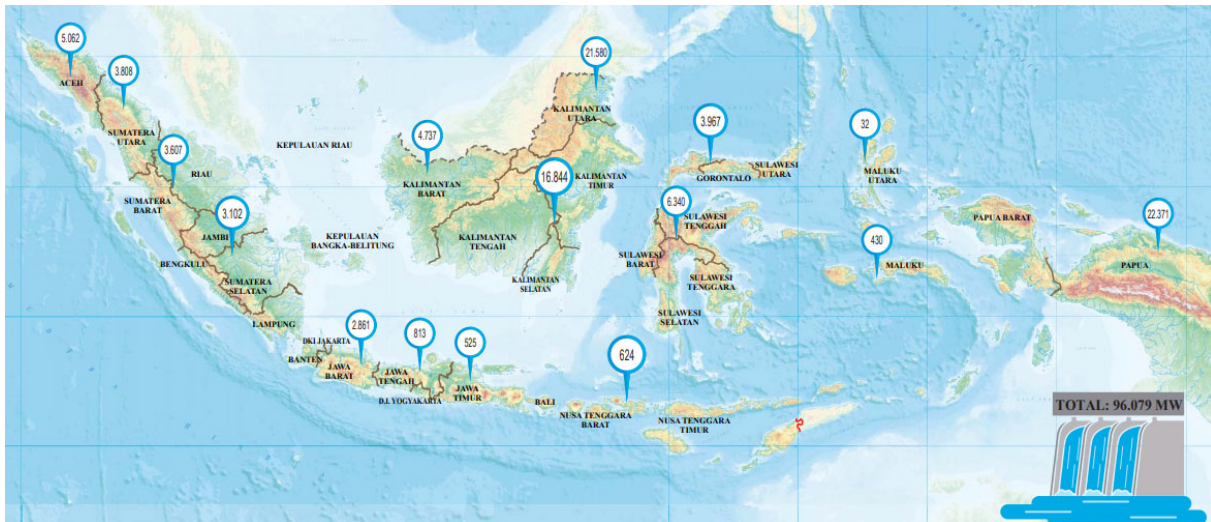 5.062
ACEH
3.808
SUMATERA
UTARA
3.607
RIAU
SUMATERA
BARAT
3.102
JAMBI
BENGKULU
SUMATERA
SELATAN
LAMPUNG
KEPULAUAN RIAU
KEPULAUAN
BANGKA-BELITUNG
4.737
KALIMANTAN
BARAT
21.580
KALIMANTAN
UTARA
16.844
KALIMANTAN
TIMUR
KALIMANTAN
TENGAH
KALIMANTAN
SELATAN
3.967
GORONTALO
SULAWESI
UTARA
6.340
SULAWESI
TENGGAH
SULAWESI
BARAT
SULAWESI
TENGGARA
SULAWESI
SELATAN
32
MALUKU
UTARA
430
MALUKU
PAPUA BARAT
22.371
PAPUA
DKI JAKARTA
BANTEN
2.861
JAWA
BARAT
813
JAWA
TENGAH
D.I. YOGYAKARTA
525
JAWA
TIMUR
BALI
624
NUSA TENGGARA
BARAT
NUSA TENGGARA
TIMUR
TOTAL: 96.079 MW